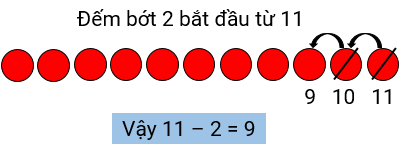 Đếm bớt 2 bắt đầu từ 11
9 10 11
Vậy 11 – 2 = 9